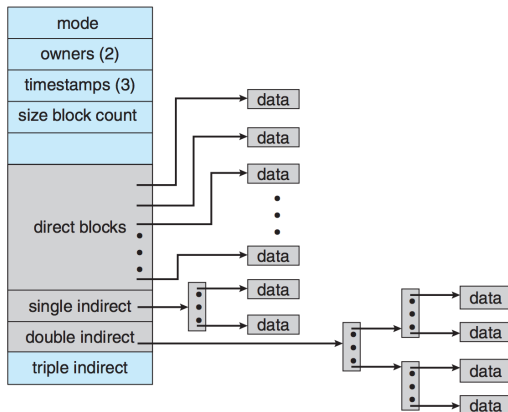 mode
owners (2)
timestamps (3)
size block count
direct blocks
single indirect
double indirect
triple indirect
data
data
data
data
data
data
data
data
data
data